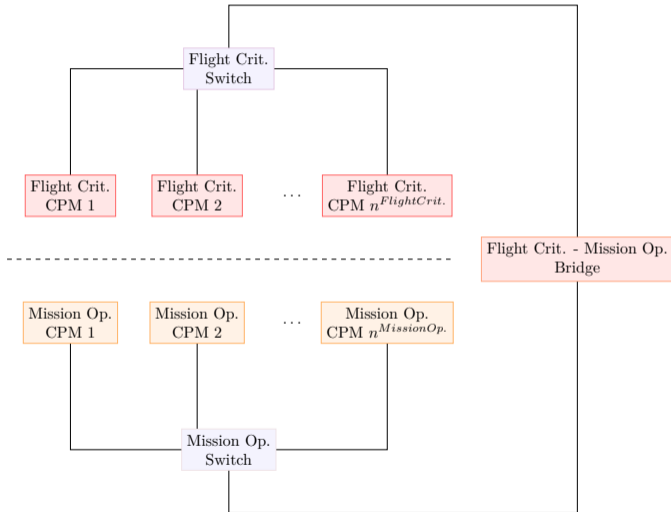 Flight Crit.
Switch
Flight Crit.
CPM 1
Flight Crit.
CPM 2
...
Flight Crit.
CPM n^{FlightCrit.}
Flight Crit. - Mission Op.
Bridge
Mission Op.
CPM 1
Mission Op.
CPM 2
...
Mission Op.
CPM n^{MissionOp.}
Mission Op.
Switch